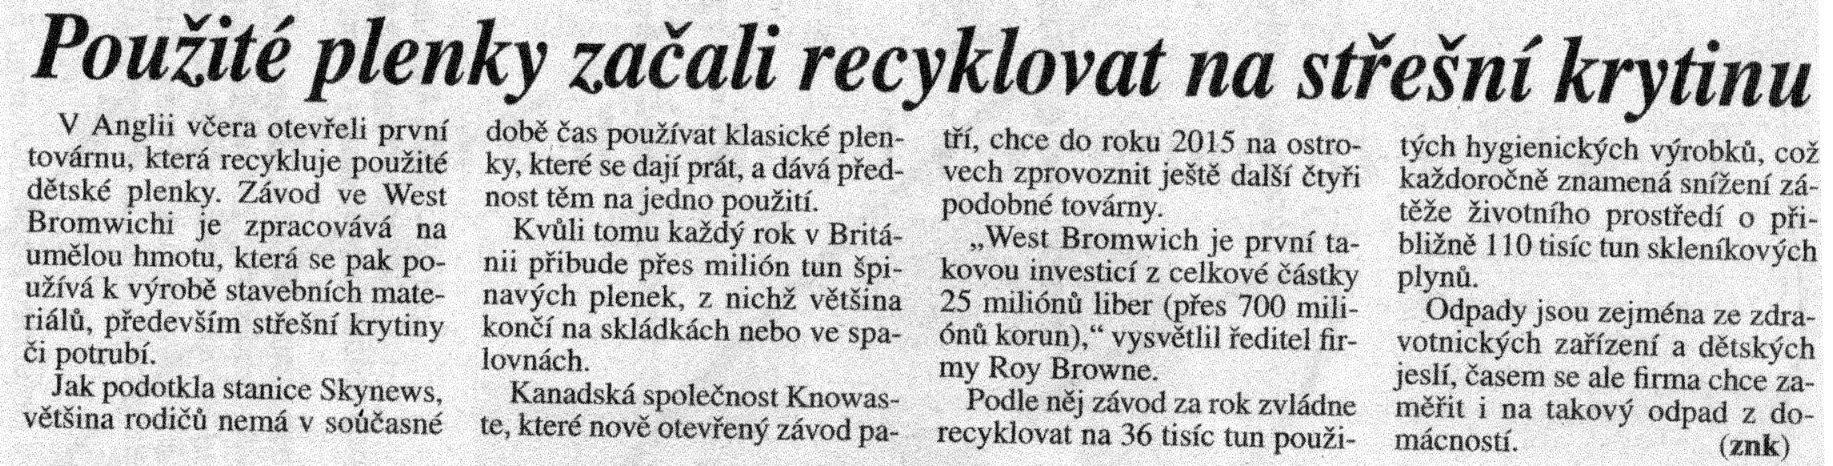 Použité plenky začali recyklovat na střešní krytinu
V Anglii včera otevřeli první
továrnu, která recykluje použité
dětské plenky. Závod ve West
Bromwichi je zpracovává na
umělou hmotu, která se pak po-
užívá k výrobě stavebních mate-
riálů, především střešní krytiny
či potrubí.
Jak podotkla stanice Skynews,
většina rodičů nemá v současné
době čas používat klasické plen-
ky, které se dají prát, a dává před-
nost těm na jedno použití.
Kvůli tomu každý rok v Britá-
nii přibude přes milión tun špi-
navých plenek, z nichž většina
končí na skládkách nebo ve spa-
lovnách.
Kanadská společnost Knowas-
te, které nově otevřený závod pa-
tří, chce do roku 2015 na ostro-
vech zprovoznit ještě další čtyři
podobné továrny.
„West Bromwich je první ta-
kovou investicí z celkové částky
25 miliónů liber (přes 700 mili-
ónů korun),“ vysvětlil ředitel fir-
my Roy Browne.
Podle něj závod za rok zvládne
recyklovat na 36 tisíc tun použi-
tých hygienických výrobků, což
každoročně znamená snížení zá-
těže životního prostředí o při-
bližně 110 tisíc tun skleníkových
plynů.
Odpady jsou zejména ze zdra-
votnických zařízení a dětských
jeslí, časem se ale firma chce za-
měřit i na takový odpad z do-
mácností. (znk)